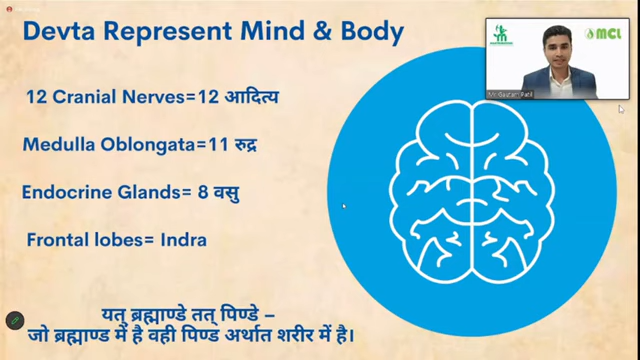 Devta Represent Mind & Body
12 Cranial Nerves=12 आदित्य
Medulla Oblongata=11 रुद्र
Endocrine Glands= 8 वसु
Frontal lobes= Indra
यत् ब्रह्माण्डे तत् पिण्डे –
जो ब्रह्माण्ड में है वही पिण्ड अर्थात शरीर में है।
MCL